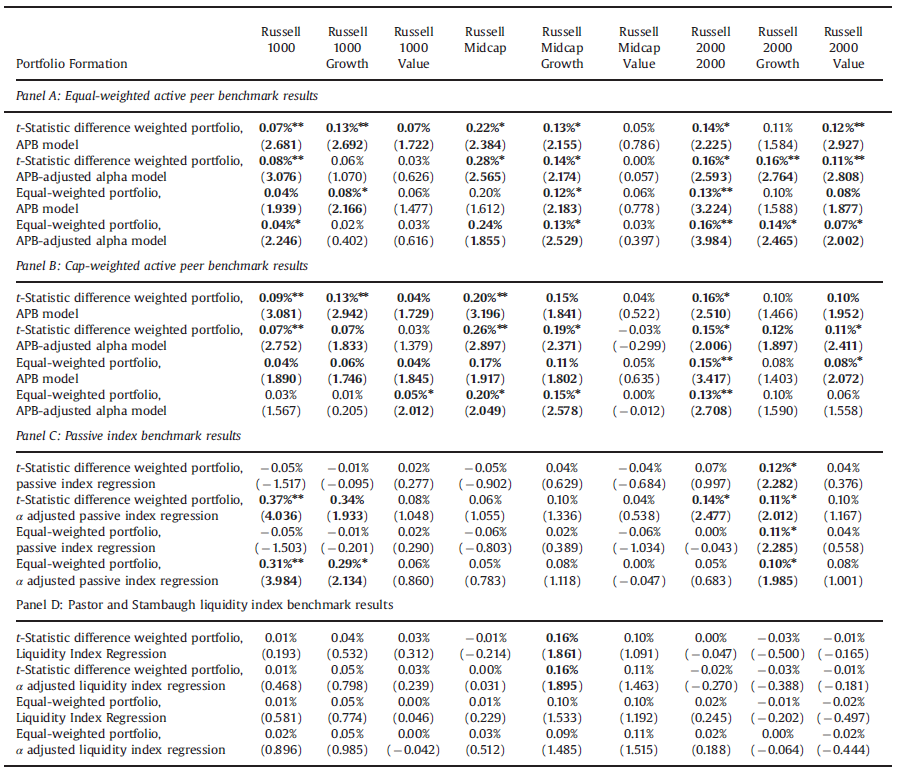 Russell Russell Russell Russell Russell Russell Russell Russell Russell
1000 1000 1000 Midcap Midcap Midcap 2000 2000 2000
Portfolio Formation Growth Value Growth Value 2000 Growth Value
Panel A: Equal-weighted active peer benchmark results
t-Statistic difference weighted portfolio, 0.07%** 0.13%** 0.07% 0.22%* 0.13%* 0.05% 0.14%* 0.11% 0.12%**
APB model (2.681) (2.692) (1.722) (2.384) (2.155) (0.786) (2.225) (1.584) (2.927)
t-Statistic difference weighted portfolio, 0.08%** 0.06% 0.03% 0.28%* 0.14%* 0.00% 0.16%* 0.16%** 0.11%**
APB-adjusted alpha model (3.076) (1.070) (0.626) (2.565) (2.174) (0.057) (2.593) (2.764) (2.808)
Equal-weighted portfolio, 0.04% 0.08%* 0.06% 0.20% 0.12%* 0.06% 0.13%** 0.10% 0.08%
APB model (1.939) (2.166) (1.477) (1.612) (2.183) (0.778) (3.224) (1.588) (1.877)
Equal-weighted portfolio, 0.04%* 0.02% 0.03% 0.24% 0.13%* 0.03% 0.16%** 0.14%* 0.07%*
APB-adjusted alpha model (2.246) (0.402) (0.616) (1.855) (2.529) (0.397) (3.984) (2.465) (2.002)
Panel B: Cap-weighted active peer benchmark results
t-Statistic difference weighted portfolio, 0.09%** 0.13%** 0.04% 0.20%** 0.15% 0.04% 0.16%* 0.10% 0.10%
APB model (3.081) (2.942) (1.729) (3.196) (1.841) (0.522) (2.510) (1.466) (1.952)
t-Statistic difference weighted portfolio, 0.07%** 0.07% 0.03% 0.26%** 0.19%* −0.03% 0.15%* 0.12% 0.11%*
APB-adjusted alpha model (2.752) (1.833) (1.379) (2.897) (2.371) (−0.299) (2.006) (1.897) (2.411)
Equal-weighted portfolio, 0.04% 0.06% 0.04% 0.17% 0.11% 0.05% 0.15%** 0.08% 0.08%*
APB model (1.890) (1.746) (1.845) (1.917) (1.802) (0.635) (3.417) (1.403) (2.072)
Equal-weighted portfolio, 0.03% 0.01% 0.05%* 0.20%* 0.15%* 0.00% 0.13%** 0.10% 0.06%
APB-adjusted alpha model (1.567) (0.205) (2.012) (2.049) (2.578) (−0.012) (2.708) (1.590) (1.558)
Panel C: Passive index benchmark results
t-Statistic difference weighted portfolio, −0.05% −0.01% 0.02% −0.05% 0.04% −0.04% 0.07% 0.12%* 0.04%
passive index regression (−1.517) (−0.095) (0.277) (−0.902) (0.629) (−0.684) (0.997) (2.282) (0.376)
t-Statistic difference weighted portfolio, 0.37%** 0.34% 0.08% 0.06% 0.10% 0.04% 0.14%* 0.11%* 0.10%
α adjusted passive index regression (4.036) (1.933) (1.048) (1.055) (1.336) (0.538) (2.477) (2.012) (1.167)
Equal-weighted portfolio, −0.05% −0.01% 0.02% −0.06% 0.02% −0.06% 0.00% 0.11%* 0.04%
passive index regression (−1.503) (−0.201) (0.290) (−0.803) (0.389) (−1.034) (−0.043) (2.285) (0.558)
Equal-weighted portfolio, 0.31%** 0.29%* 0.06% 0.05% 0.08% 0.00% 0.05% 0.10%* 0.08%
α adjusted passive index regression (3.984) (2.134) (0.860) (0.783) (1.118) (−0.047) (0.683) (1.985) (1.001)
Panel D: Pastor and Stambaugh liquidity index benchmark results
t-Statistic difference weighted portfolio, 0.01% 0.04% 0.03% −0.01% 0.16% 0.10% 0.00% −0.03% −0.01%
Liquidity Index Regression (0.193) (0.532) (0.312) (−0.214) (1.861) (1.091) (−0.047) (−0.500) (−0.165)
t-Statistic difference weighted portfolio, 0.01% 0.05% 0.03% 0.00% 0.16% 0.11% −0.02% −0.03% −0.01%
α adjusted liquidity index regression (0.468) (0.798) (0.239) (0.031) (1.895) (1.463) (−0.270) (−0.388) (−0.181)
Equal-weighted portfolio, 0.01% 0.05% 0.00% 0.01% 0.10% 0.10% 0.02% −0.01% −0.02%
Liquidity Index Regression (0.581) (0.774) (0.046) (0.229) (1.533) (1.192) (0.245) (−0.202) (−0.497)
Equal-weighted portfolio, 0.02% 0.05% 0.00% 0.03% 0.09% 0.11% 0.02% 0.00% −0.02%
α adjusted liquidity index regression (0.896) (0.985) (−0.042) (0.512) (1.485) (1.515) (0.188) (−0.064) (−0.444)